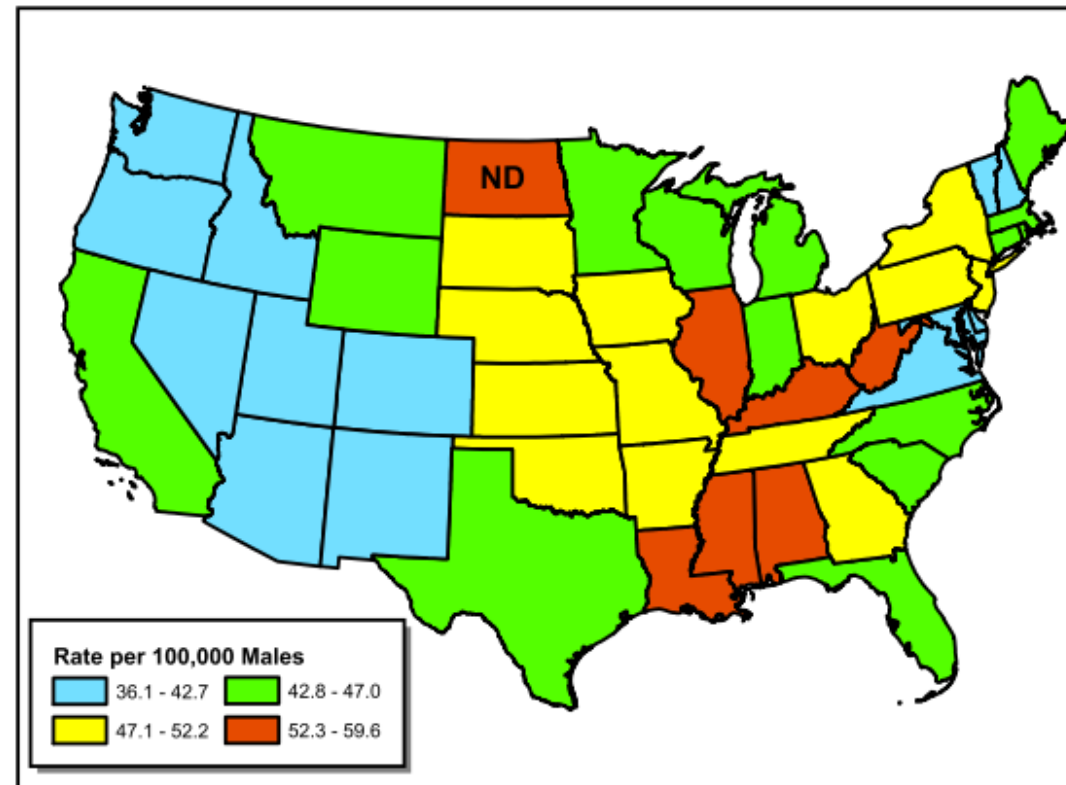 ND
Rate per 100,000 Males
36.1 - 42.7 42.8 - 47.0
47.1 - 52.2 52.3 - 59.6